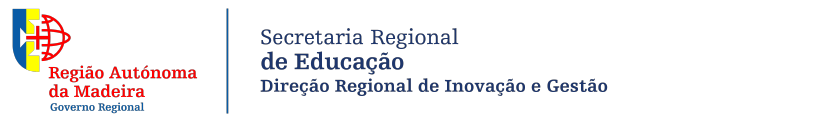 Região Autónoma
da Madeira
Governo Regional
Secretaria Regional
de Educação
Direção Regional de Inovação e Gestão